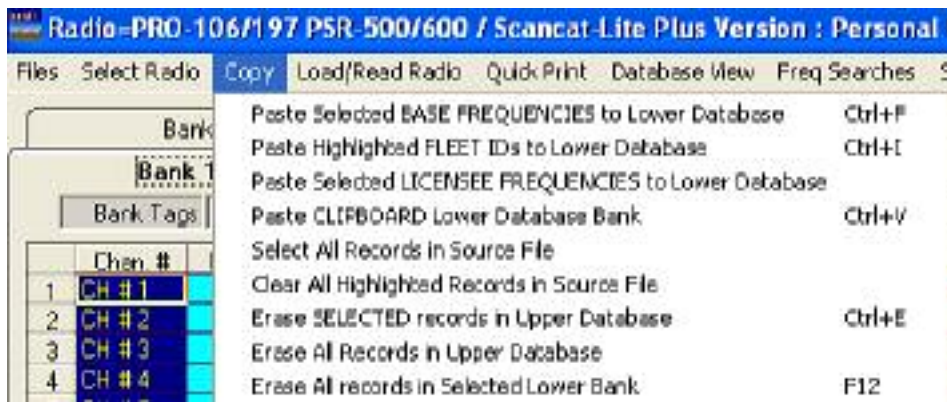 Radio=PRO-106/197 PSR-500/600 / Scancat-Lite Plus Version : Personal
Files Select Radio Copy Load/Read Radio Quick Print Database View Freq Searches
Bank
Bank
Bank Tags
Chan. #
1 CH # 1
2 CH # 2
3 CH # 3
4 CH # 4
Paste Selected BASE FREQUENCIES to Lower Database Ctrl+F
Paste Highlighted FLEET IDs to Lower Database Ctrl+I
Paste Selected LICENSEE FREQUENCIES to Lower Database
Paste CLIPBOARD Lower Database Bank Ctrl+V
Select All Records in Source File
Clear All Highlighted Records in Source File
Erase SELECTED records in Upper Database Ctrl+E
Erase All Records in Upper Database
Erase All records in Selected Lower Bank F12